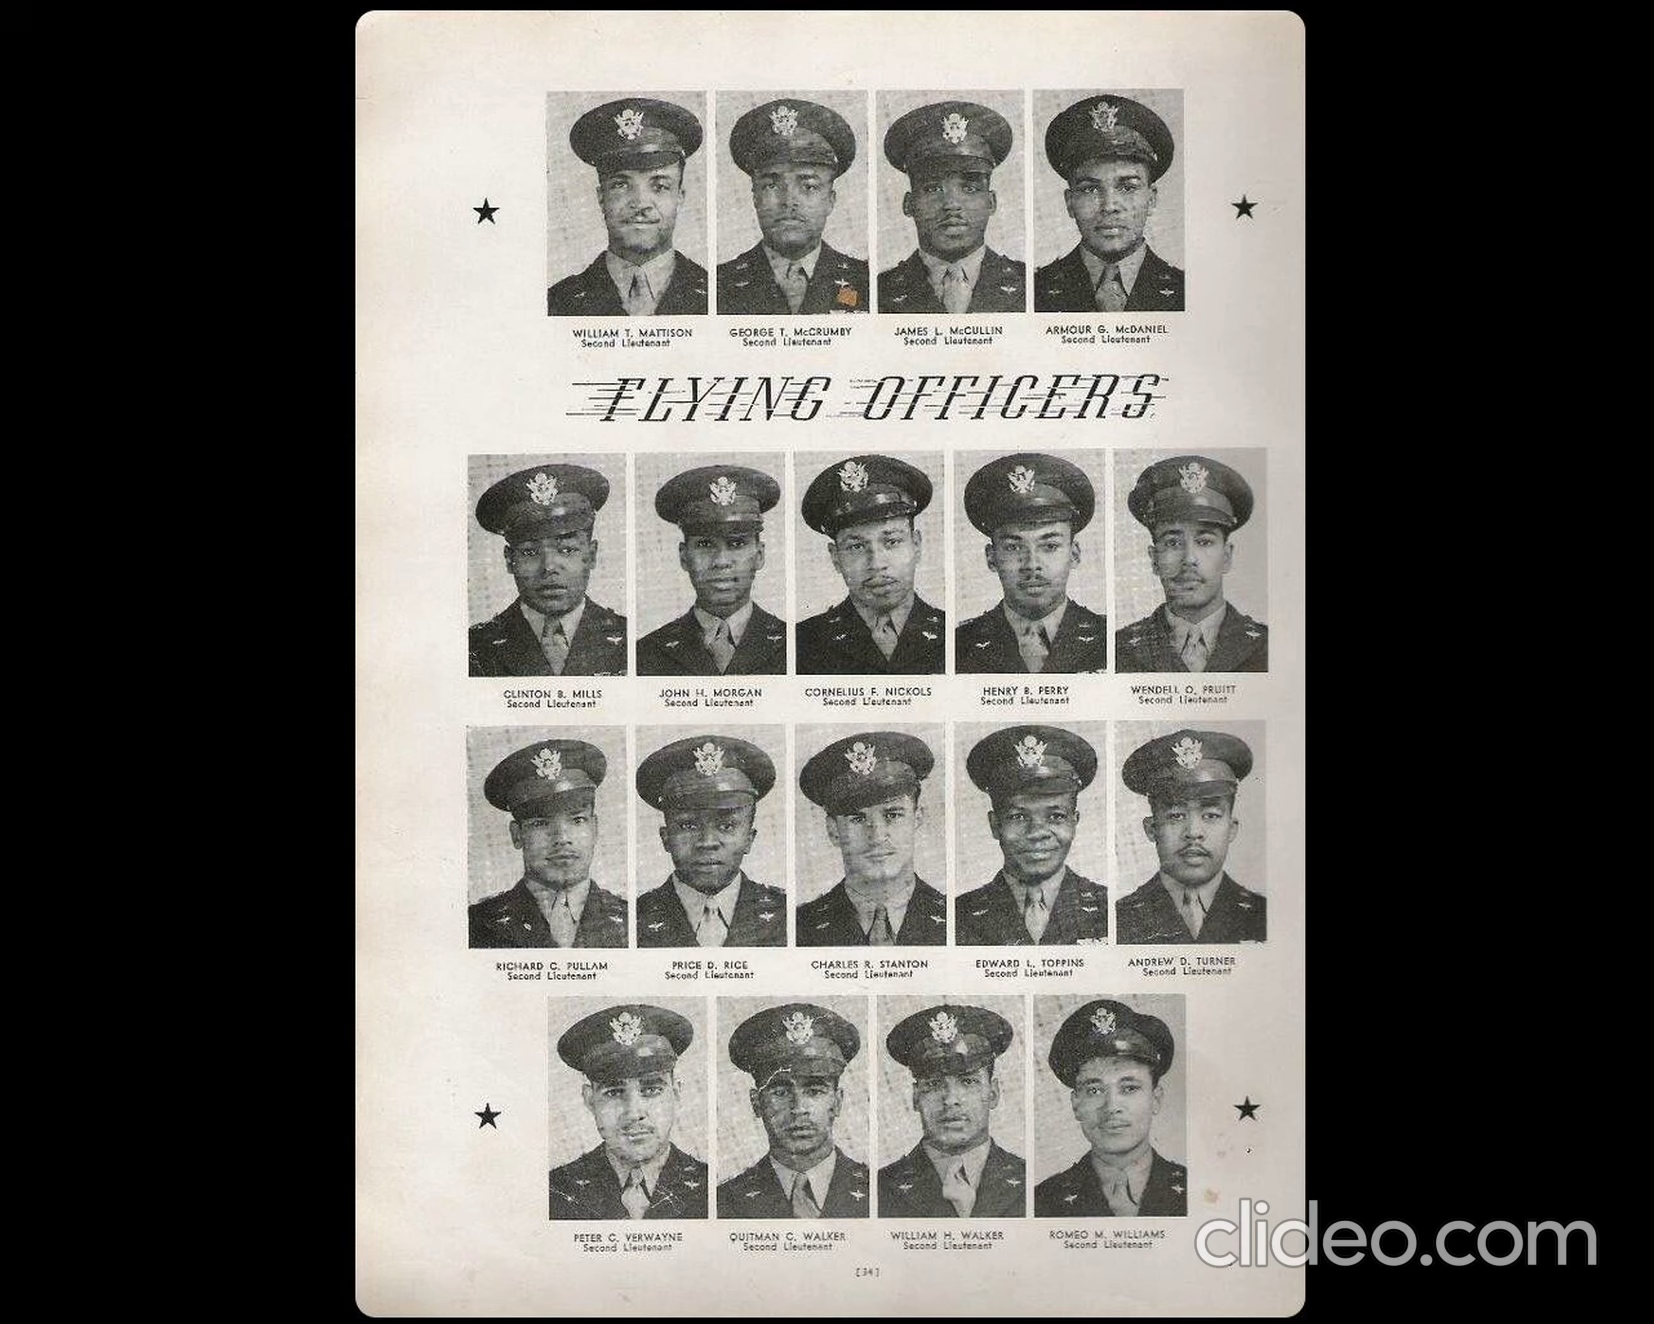 WILLIAM T. MATTISON
Second Lieutenant
GEORGE T. McCRUMBY
Second Lieutenant
JAMES L. McCULLIN
Second Lieutenant
ARMOUR G. McDANIEL
Second Lieutenant
FLYING OFFICERS
CLINTON B. MILLS
Second Lieutenant
JOHN H. MORGAN
Second Lieutenant
CORNELIUS F. NICKOLS
Second Lieutenant
HENRY B. PERRY
Second Lieutenant
WENDELL O. PRUITT
Second Lieutenant
RICHARD C. PULLAM
Second Lieutenant
PRICE D. RICE
Second Lieutenant
CHARLES R. STANTON
Second Lieutenant
EDWARD L. TOPPINS
Second Lieutenant
ANDREW D. TURNER
Second Lieutenant
PETER C. VERWAYNE
Second Lieutenant
QUITMAN C. WALKER
Second Lieutenant
WILLIAM H. WALKER
Second Lieutenant
ROMEO M. WILLIAMS
Second Lieutenant
[34]
clideo.com